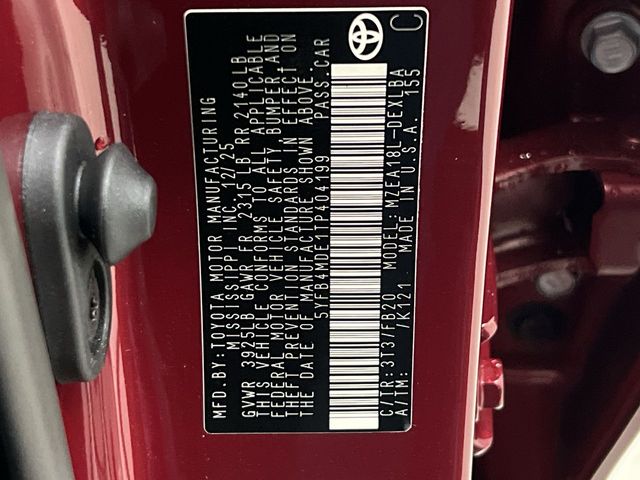 MFD.BY:TOYOTA MOTOR MANUFACTURING
MISSISSIPPI INC. 12/25
GVWR 3925LB GAWR FR 2315 LB RR 2140LB
THIS VEHICLE CONFORMS TO ALL APPLICABLE
FEDERAL MOTOR VEHICLE SAFETY, BUMPER, AND
THEFT PREVENTION STANDARDS IN EFFECT ON
THE DATE OF MANUFACTURE SHOWN ABOVE.
5YFB4MDE1TP404199 PASS.CAR
C/TR:3T37/FB20 MODEL:MZEA18L-DEXLBA
A/TM: /K121 MADE IN U.S.A. 155
C